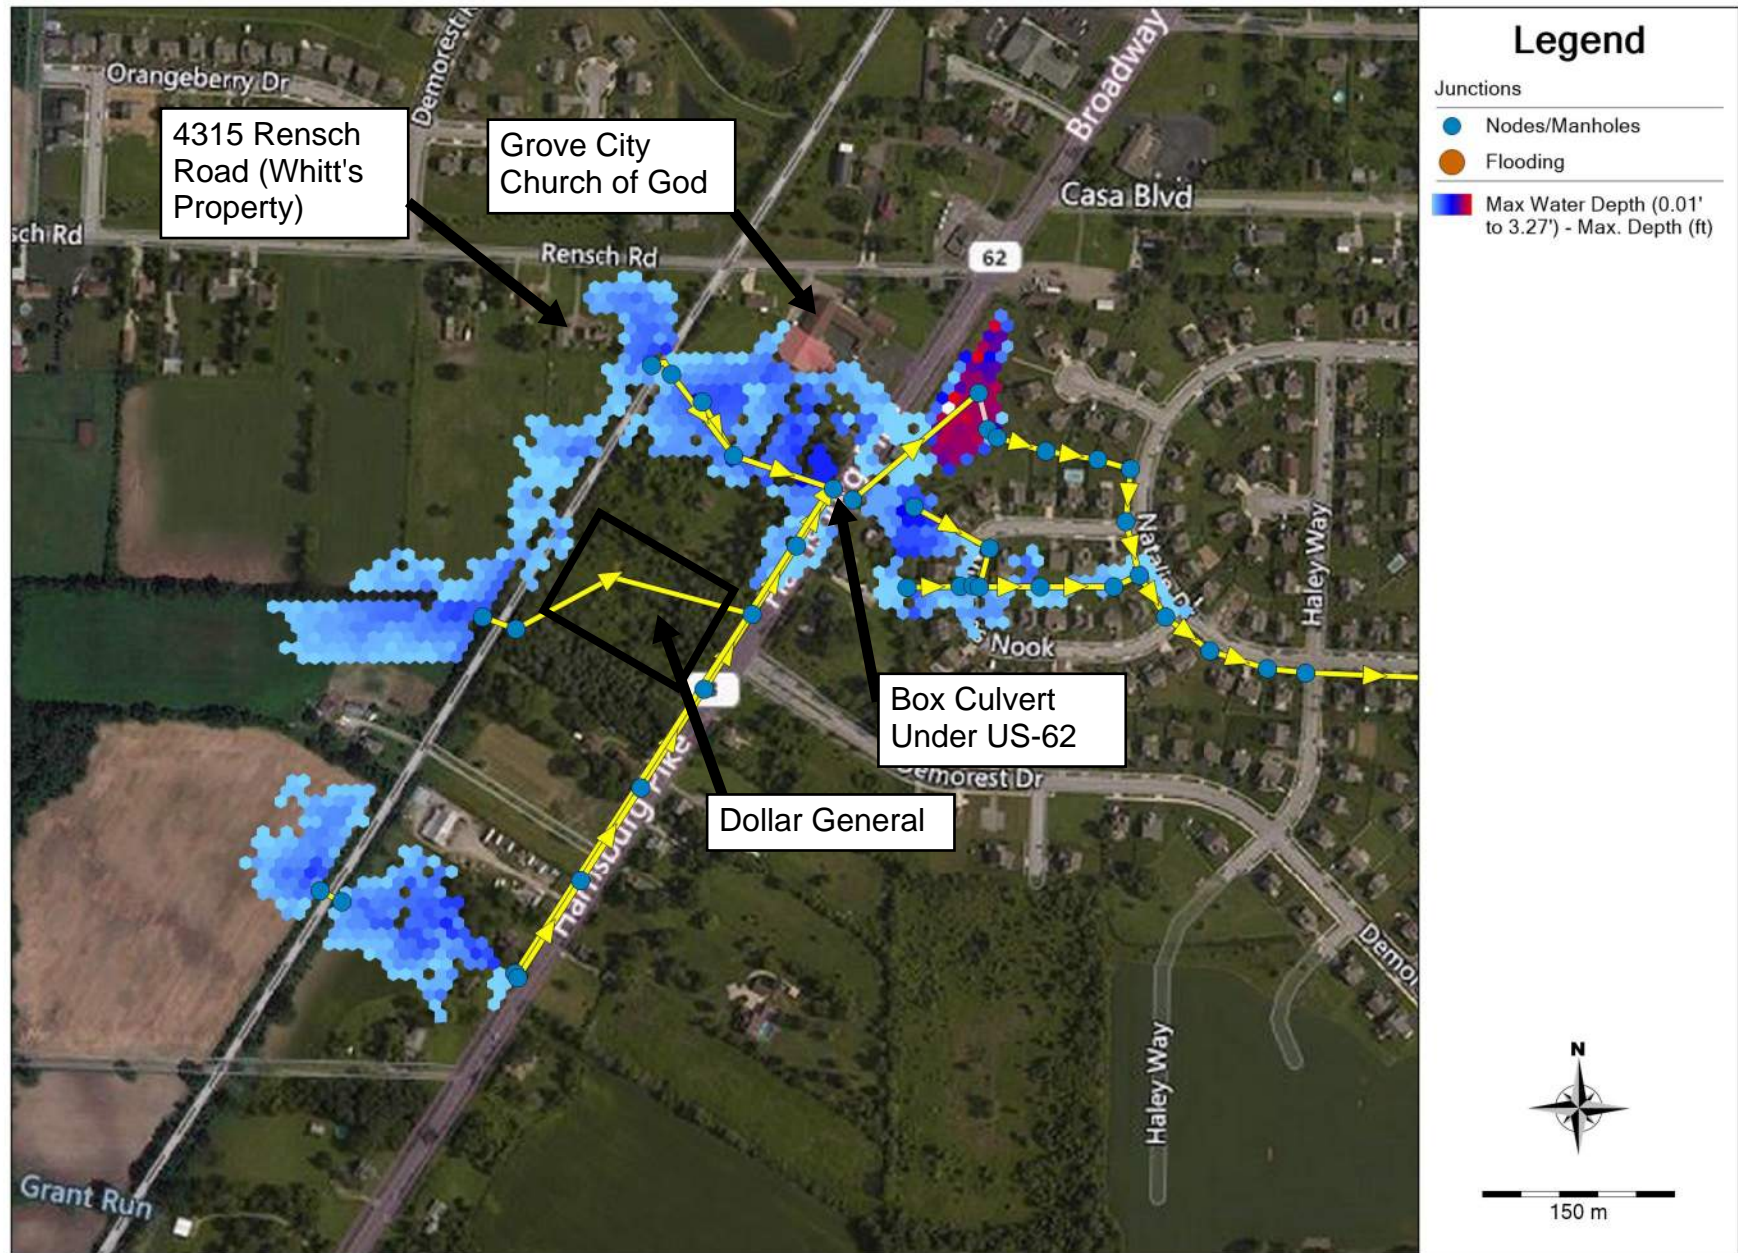 Orangeberry Dr
Broadway
4315 Rensch
Road (Whitt's
Property)
Grove City
Church of God
Casa Blvd
sch Rd
Rensch Rd
62
Haley Way
s Nook
Box Culvert
Under US-62
Demorest Dr
Dollar General
Harrisburg Pike
Haley Way
Grant Run
Legend
Junctions
Nodes/Manholes
Flooding
Max Water Depth (0.01'
to 3.27') - Max. Depth (ft)
N
150 m